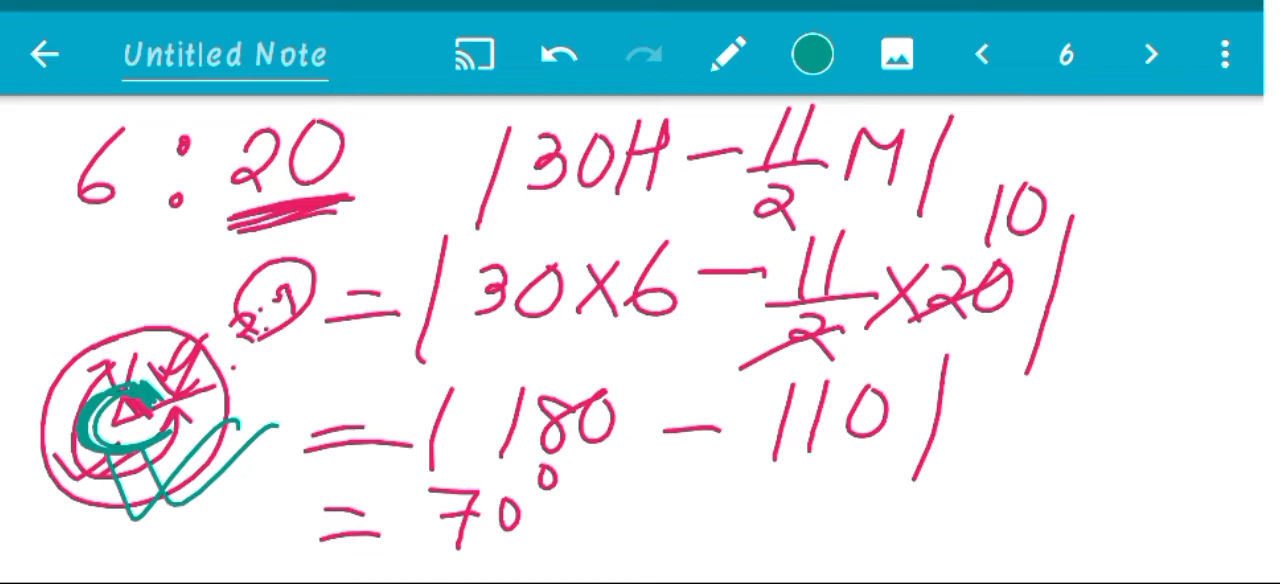 Untitled Note
6
6 : 20 |30H - 11/2 M|
10
= |30×6 - 11/2 ×20|
= |180 - 110|
= 70°